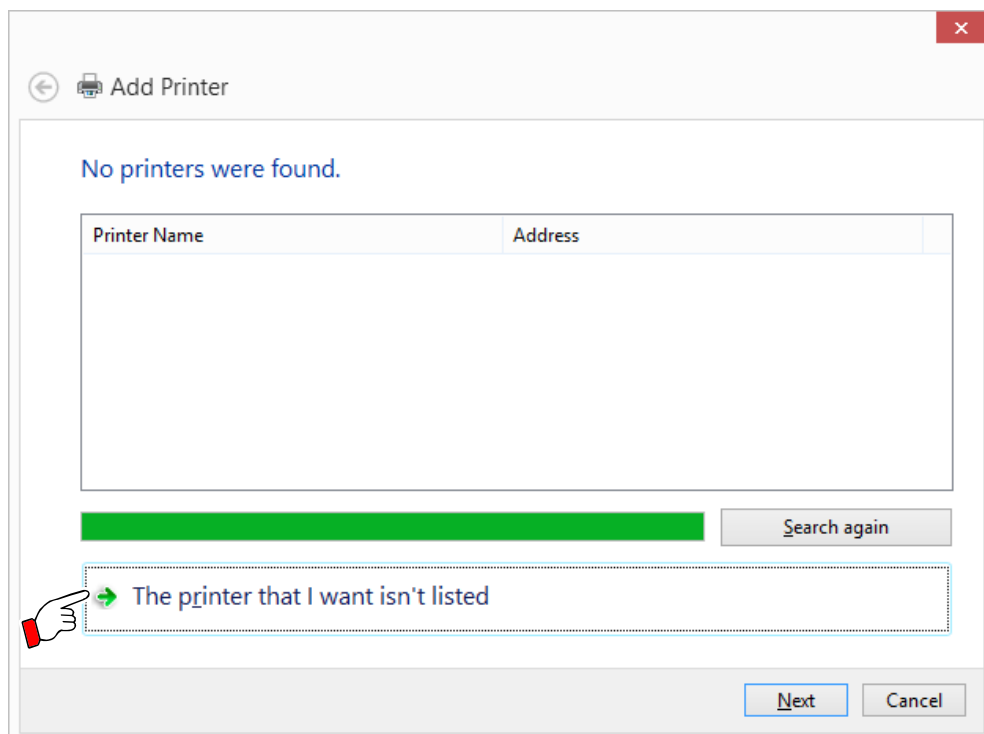 Add Printer
No printers were found.
Printer Name Address
Search again
The printer that I want isn't listed
Next Cancel